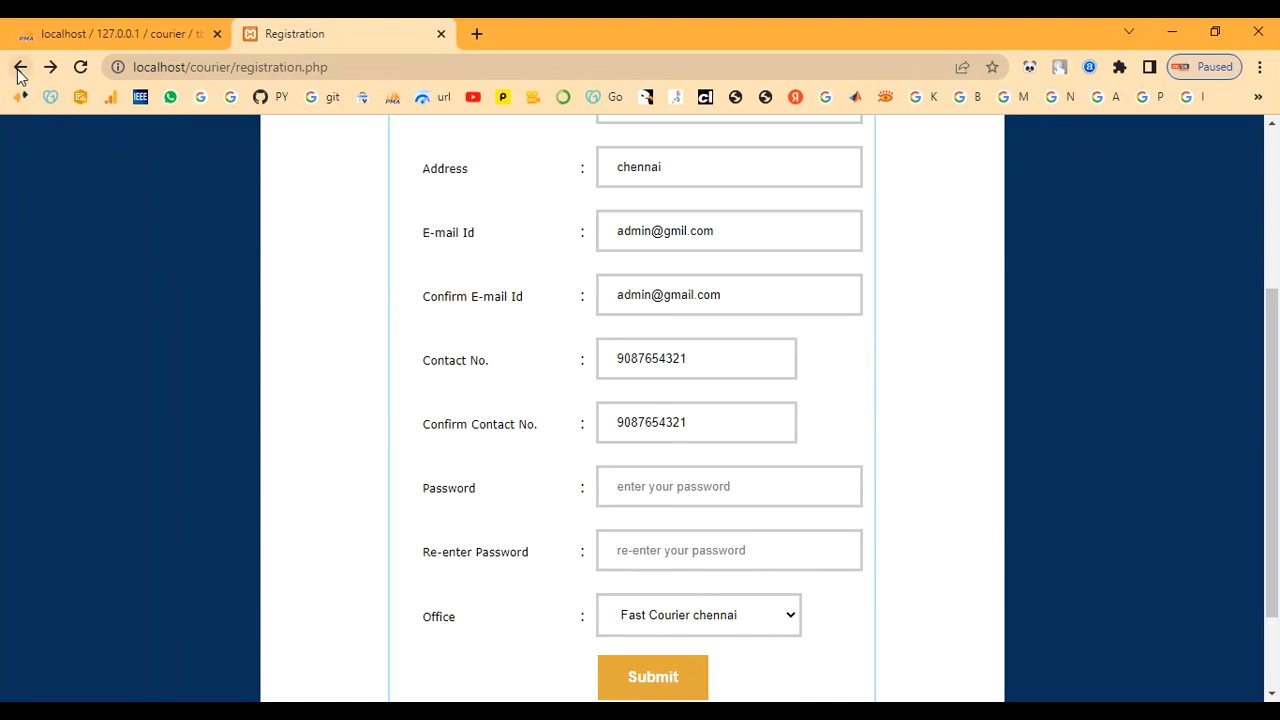 localhost / 127.0.0.1 / courier / tb
Registration
localhost/courier/registration.php
Paused
IEEE
PY
git
url
Go
K
B
M
N
A
P
I
»
Address : chennai
E-mail Id : admin@gmil.com
Confirm E-mail Id : admin@gmail.com
Contact No. : 9087654321
Confirm Contact No. : 9087654321
Password : enter your password
Re-enter Password : re-enter your password
Office : Fast Courier chennai
Submit